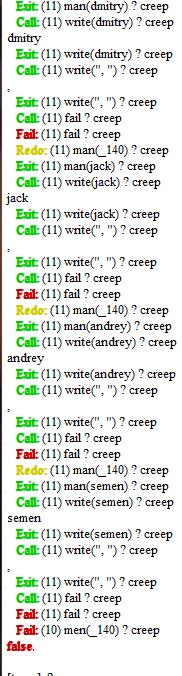 Exit: (11) man(dmitry) ? creep
Call: (11) write(dmitry) ? creep
dmitry
Exit: (11) write(dmitry) ? creep
Call: (11) write(", ") ? creep
,
Exit: (11) write(", ") ? creep
Call: (11) fail ? creep
Fail: (11) fail ? creep
Redo: (11) man(_140) ? creep
Exit: (11) man(jack) ? creep
Call: (11) write(jack) ? creep
jack
Exit: (11) write(jack) ? creep
Call: (11) write(", ") ? creep
,
Exit: (11) write(", ") ? creep
Call: (11) fail ? creep
Fail: (11) fail ? creep
Redo: (11) man(_140) ? creep
Exit: (11) man(andrey) ? creep
Call: (11) write(andrey) ? creep
andrey
Exit: (11) write(andrey) ? creep
Call: (11) write(", ") ? creep
,
Exit: (11) write(", ") ? creep
Call: (11) fail ? creep
Fail: (11) fail ? creep
Redo: (11) man(_140) ? creep
Exit: (11) man(semen) ? creep
Call: (11) write(semen) ? creep
semen
Exit: (11) write(semen) ? creep
Call: (11) write(", ") ? creep
,
Exit: (11) write(", ") ? creep
Call: (11) fail ? creep
Fail: (11) fail ? creep
Fail: (10) men(_140) ? creep
false.